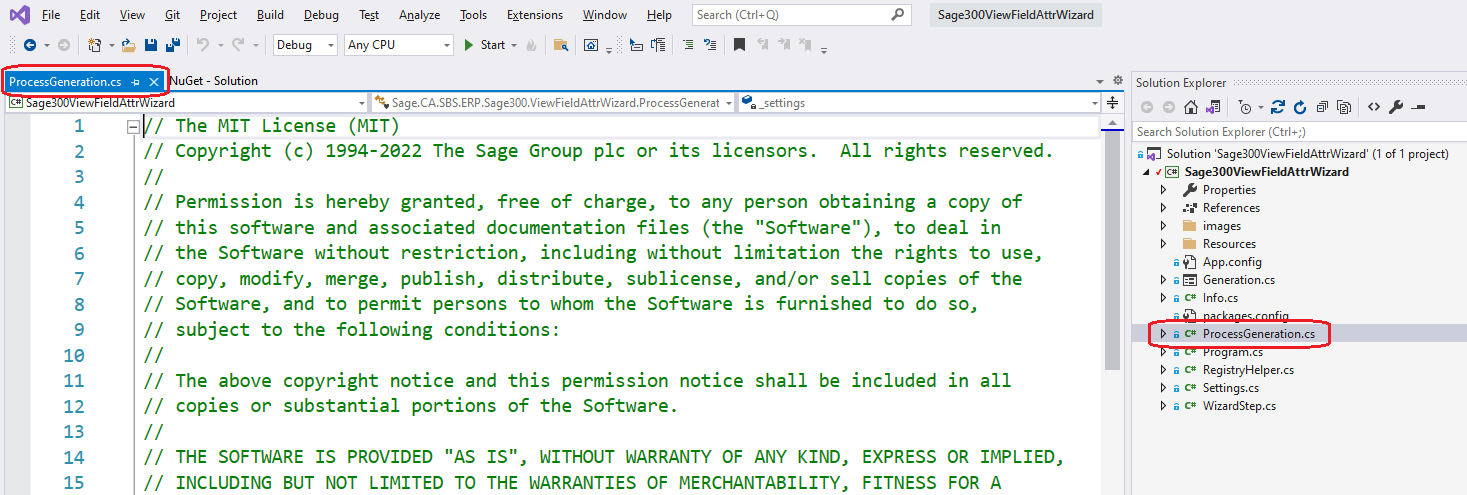 File Edit View Git Project Build Debug Test Analyze Tools Extensions Window Help Search (Ctrl+Q) Sage300ViewFieldAttrWizard
Debug Any CPU Start
ProcessGeneration.cs NuGet - Solution
C# Sage300ViewFieldAttrWizard Sage.CA.SBS.ERP.Sage300.ViewFieldAttrWizard.ProcessGenerat _settings
1 // The MIT License (MIT)
2 // Copyright (c) 1994-2022 The Sage Group plc or its licensors.  All rights reserved.
3 //
4 // Permission is hereby granted, free of charge, to any person obtaining a copy of
5 // this software and associated documentation files (the "Software"), to deal in
6 // the Software without restriction, including without limitation the rights to use,
7 // copy, modify, merge, publish, distribute, sublicense, and/or sell copies of the
8 // Software, and to permit persons to whom the Software is furnished to do so,
9 // subject to the following conditions:
10 //
11 // The above copyright notice and this permission notice shall be included in all
12 // copies or substantial portions of the Software.
13 //
14 // THE SOFTWARE IS PROVIDED "AS IS", WITHOUT WARRANTY OF ANY KIND, EXPRESS OR IMPLIED,
15 // INCLUDING BUT NOT LIMITED TO THE WARRANTIES OF MERCHANTABILITY, FITNESS FOR A
Solution Explorer
Search Solution Explorer (Ctrl+;)
Solution 'Sage300ViewFieldAttrWizard' (1 of 1 project)
C# Sage300ViewFieldAttrWizard
Properties
References
images
Resources
App.config
Generation.cs
C# Info.cs
packages.config
C# ProcessGeneration.cs
C# Program.cs
C# RegistryHelper.cs
C# Settings.cs
C# WizardStep.cs